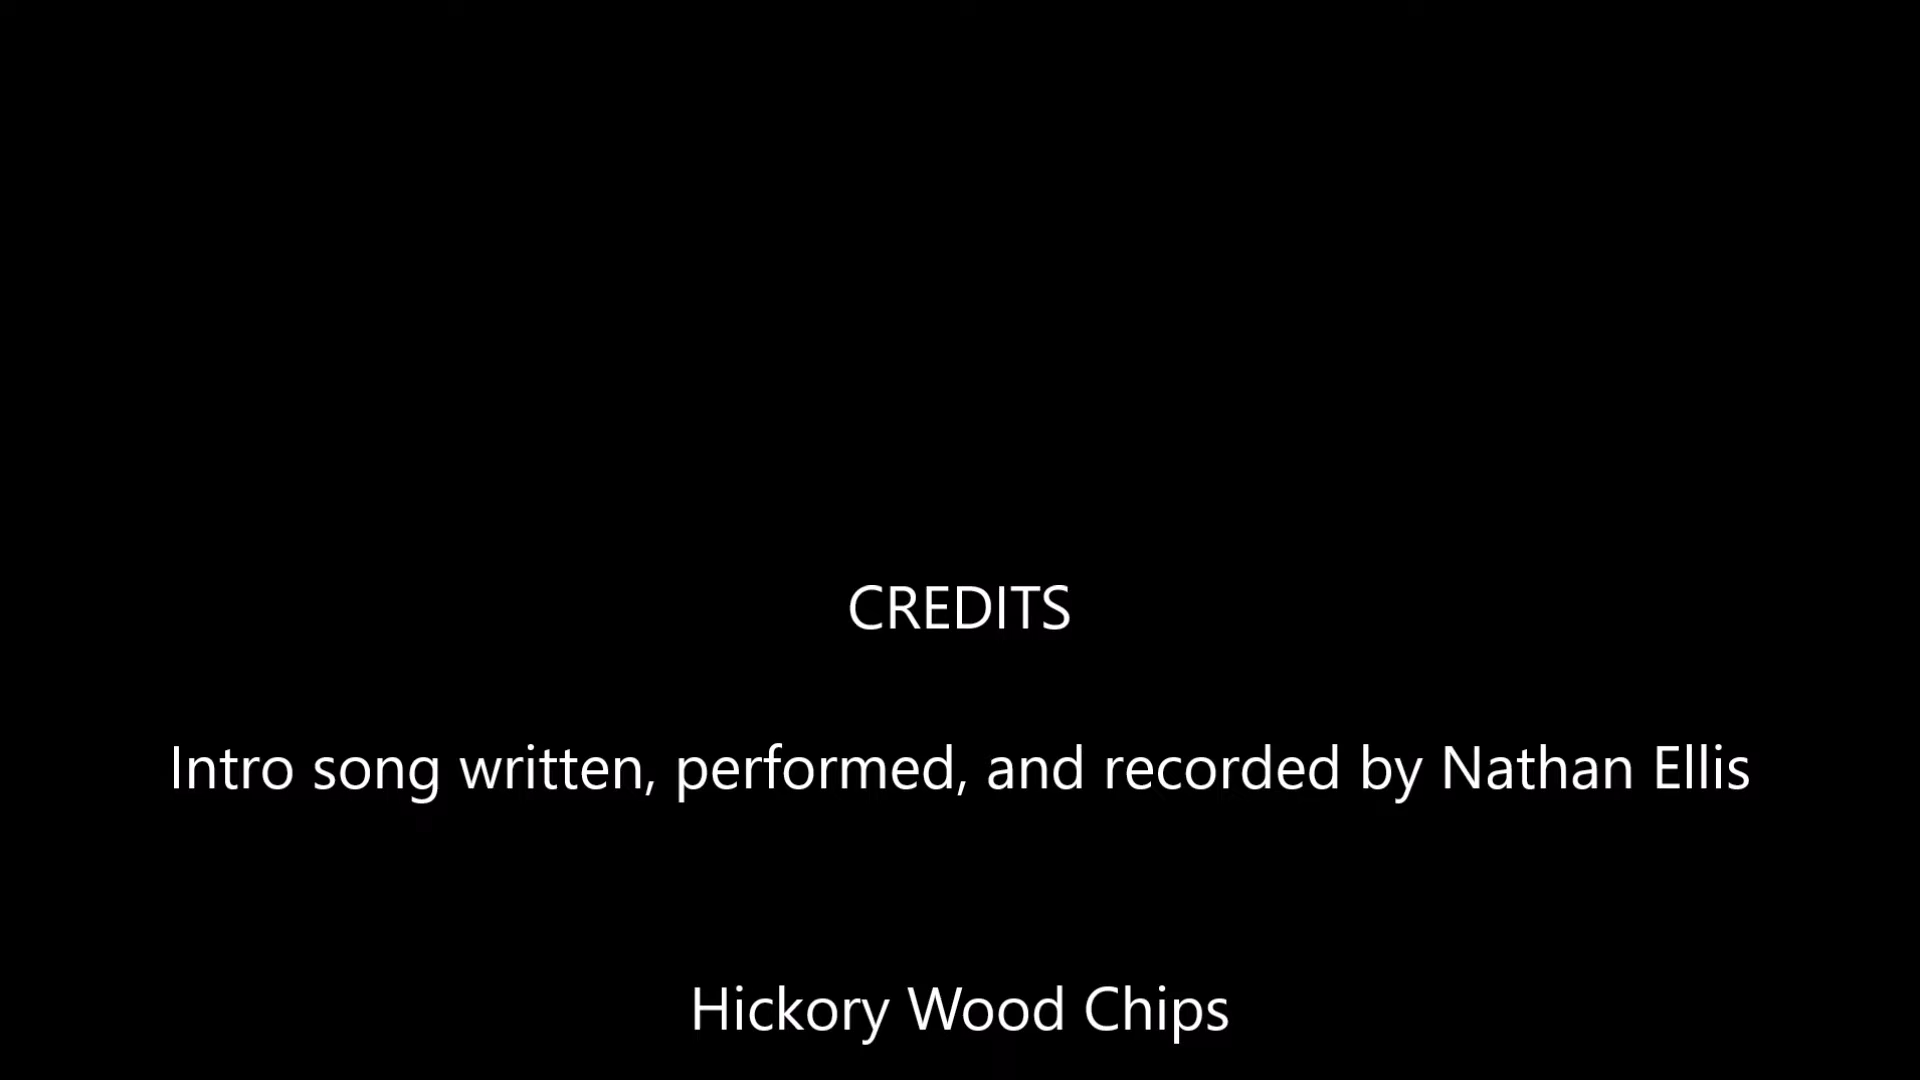 CREDITS
Intro song written, performed, and recorded by Nathan Ellis
Hickory Wood Chips